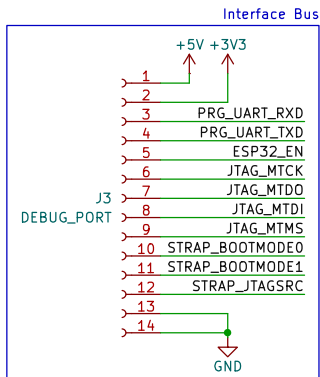 Interface Bus
+5V +3V3
1
2
3 PRG_UART_RXD
4 PRG_UART_TXD
5 ESP32_EN
6 JTAG_MTCK
J3
7 JTAG_MTDO
DEBUG_PORT
8 JTAG_MTDI
9 JTAG_MTMS
10 STRAP_BOOTMODE0
11 STRAP_BOOTMODE1
12 STRAP_JTAGSRC
13
14
GND